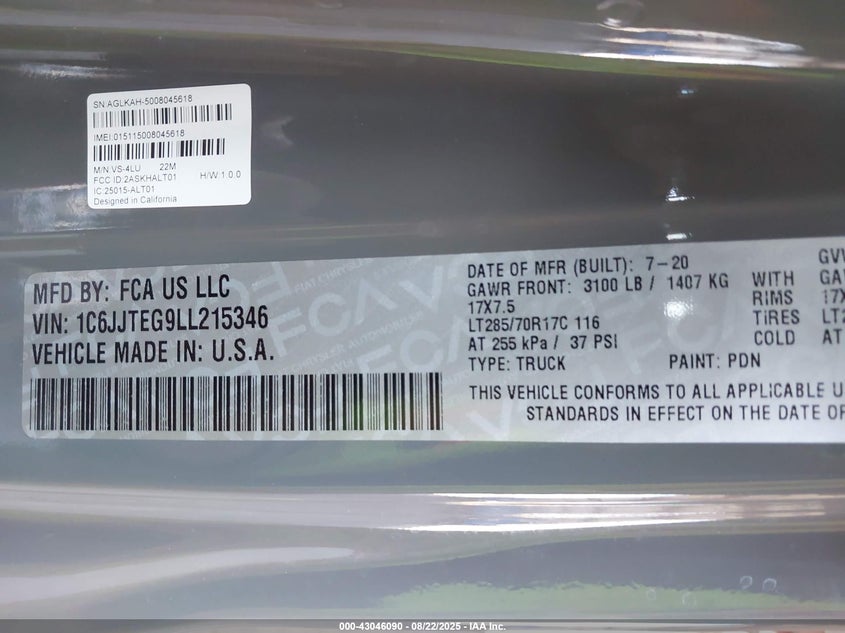 SN:AGLKAH-5008045618
IMEI:015115008045618
M/N:VS-4LU 22M
FCC ID:2ASKHALT01 H/W:1.0.0
IC:25015-ALT01
Designed in California
MFD BY: FCA US LLC
VIN: 1C6JJTEG9LL215346
VEHICLE MADE IN: U.S.A.
DATE OF MFR (BUILT): 7-20
GAWR FRONT: 3100 LB / 1407 KG WITH
17X7.5 RIMS 17X
LT285/70R17C 116 TIRES
AT 255 kPa / 37 PSI COLD AT
TYPE: TRUCK PAINT: PDN
THIS VEHICLE CONFORMS TO ALL APPLICABLE U
STANDARDS IN EFFECT ON THE DATE OF
000-43046090 - 08/22/2025 - IAA Inc.